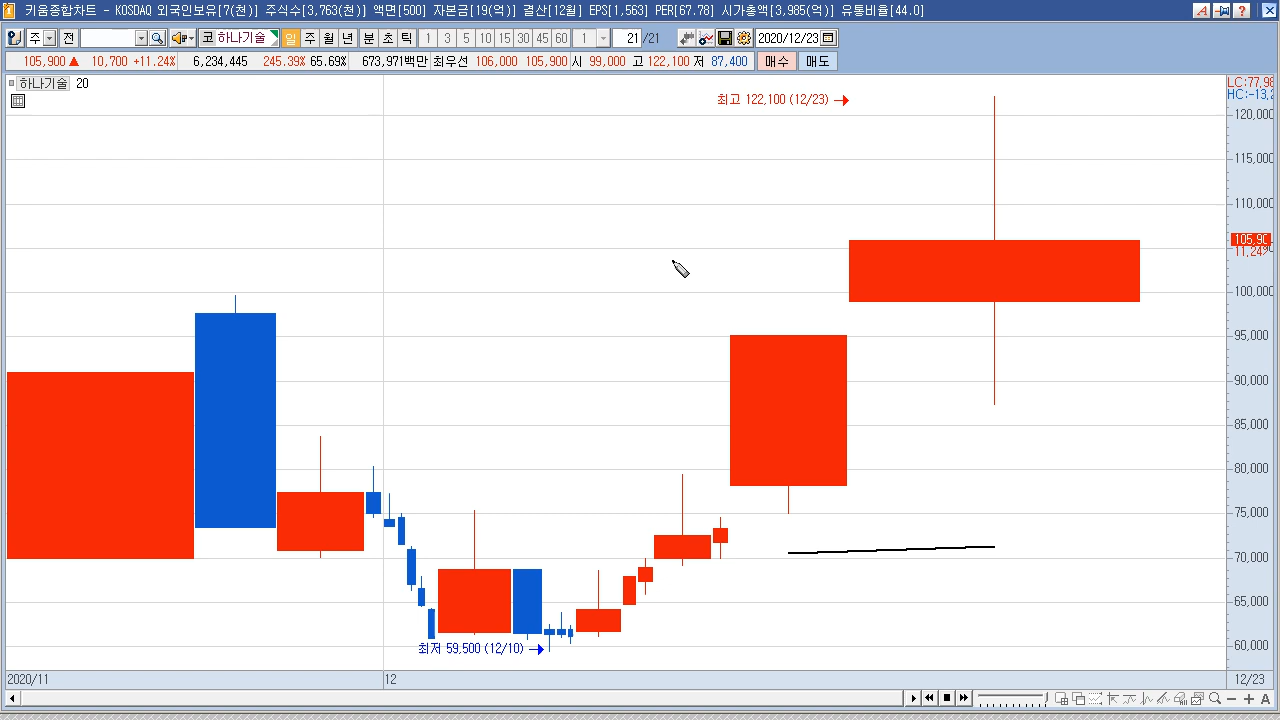 키움종합차트 - KOSDAQ 외국인보유[7(천)] 주식수[3,763(천)] 액면[500] 자본금[19(억)] 결산[12월] EPS[1,563] PER[67.78] 시가총액[3,985(억)] 유통비율[44.0]
주 전 코 하나기술 일 주 월 년 분 초 틱 1 3 5 10 15 30 45 60 1 21 /21 2020/12/23
105,900 ▲ 10,700 +11.24% 6,234,445 245.39% 65.69% 673,971백만 최우선 106,000 105,900 시 99,000 고 122,100 저 87,400 매수 매도
하나기술 20
LC:77,98
HC:-13,2
최고 122,100 (12/23)
120,000
115,000
110,000
105,90
11,24%
100,000
95,000
90,000
85,000
80,000
75,000
70,000
65,000
60,000
최저 59,500 (12/10)
2020/11 12 12/23
A